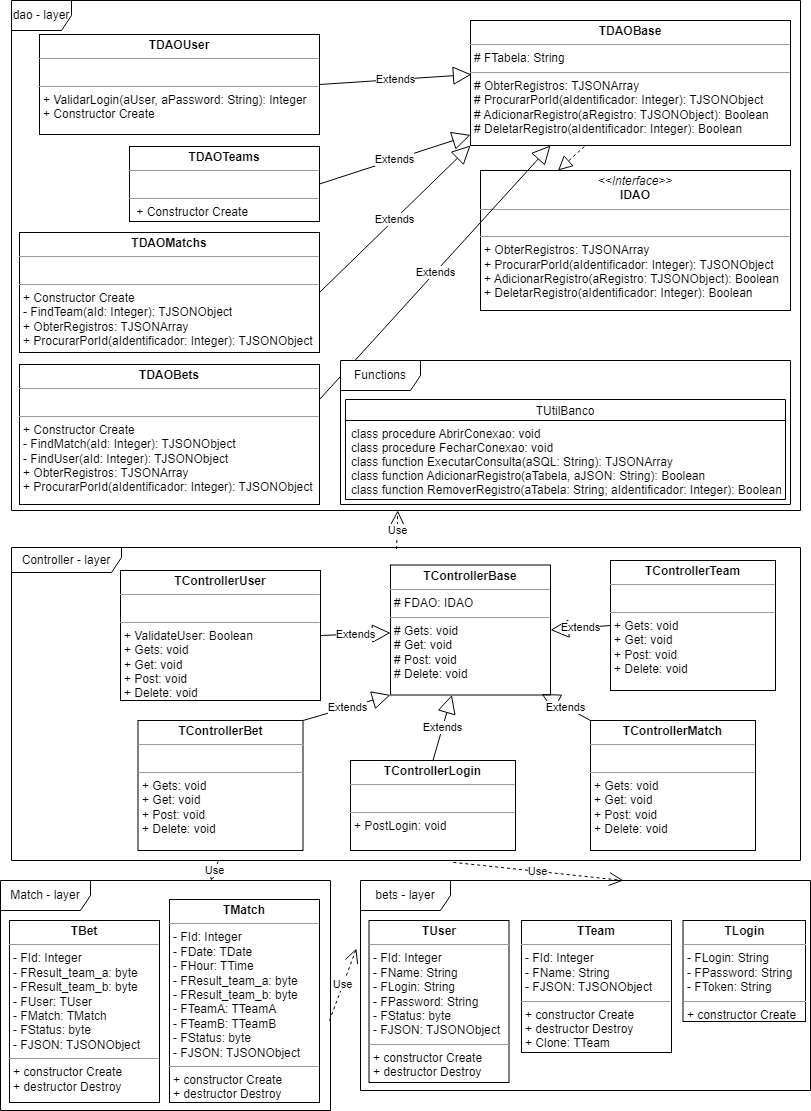 dao - layer
TDAOUser
+ ValidarLogin(aUser, aPassword: String): Integer
+ Constructor Create
Extends
TDAOBase
# FTabela: String
# ObterRegistros: TJSONArray
# ProcurarPorId(aIdentificador: Integer): TJSONObject
# AdicionarRegistro(aRegistro: TJSONObject): Boolean
# DeletarRegistro(aIdentificador: Integer): Boolean
TDAOTeams
+ Constructor Create
Extends
<<Interface>>
IDAO
+ ObterRegistros: TJSONArray
+ ProcurarPorId(aIdentificador: Integer): TJSONObject
+ AdicionarRegistro(aRegistro: TJSONObject): Boolean
+ DeletarRegistro(aIdentificador: Integer): Boolean
Extends
TDAOMatchs
+ Constructor Create
- FindTeam(aId: Integer): TJSONObject
+ ObterRegistros: TJSONArray
+ ProcurarPorId(aIdentificador: Integer): TJSONObject
Extends
TDAOBets
+ Constructor Create
- FindMatch(aId: Integer): TJSONObject
- FindUser(aId: Integer): TJSONObject
+ ObterRegistros: TJSONArray
+ ProcurarPorId(aIdentificador: Integer): TJSONObject
Functions
TUtilBanco
class procedure AbrirConexao: void
class procedure FecharConexao: void
class function ExecutarConsulta(aSQL: String): TJSONArray
class function AdicionarRegistro(aTabela, aJSON: String): Boolean
class function RemoverRegistro(aTabela: String; aIdentificador: Integer): Boolean
Use
Controller - layer
TControllerUser
+ ValidateUser: Boolean
+ Gets: void
+ Get: void
+ Post: void
+ Delete: void
Extends
TControllerBase
# FDAO: IDAO
# Gets: void
# Get: void
# Post: void
# Delete: void
Extends
TControllerTeam
+ Gets: void
+ Get: void
+ Post: void
+ Delete: void
Extends
Extends
Extends
TControllerBet
+ Gets: void
+ Get: void
+ Post: void
+ Delete: void
TControllerLogin
+ PostLogin: void
TControllerMatch
+ Gets: void
+ Get: void
+ Post: void
+ Delete: void
Use
Use
Match - layer
TBet
- FId: Integer
- FResult_team_a: byte
- FResult_team_b: byte
- FUser: TUser
- FMatch: TMatch
- FStatus: byte
- FJSON: TJSONObject
+ constructor Create
+ destructor Destroy
TMatch
- FId: Integer
- FDate: TDate
- FHour: TTime
- FResult_team_a: byte
- FResult_team_b: byte
- FTeamA: TTeamA
- FTeamB: TTeamB
- FStatus: byte
- FJSON: TJSONObject
+ constructor Create
+ destructor Destroy
Use
bets - layer
TUser
- FId: Integer
- FName: String
- FLogin: String
- FPassword: String
- FStatus: byte
- FJSON: TJSONObject
+ constructor Create
+ destructor Destroy
TTeam
- FId: Integer
- FName: String
- FJSON: TJSONObject
+ constructor Create
+ destructor Destroy
+ Clone: TTeam
TLogin
- FLogin: String
- FPassword: String
- FToken: String
+ constructor Create